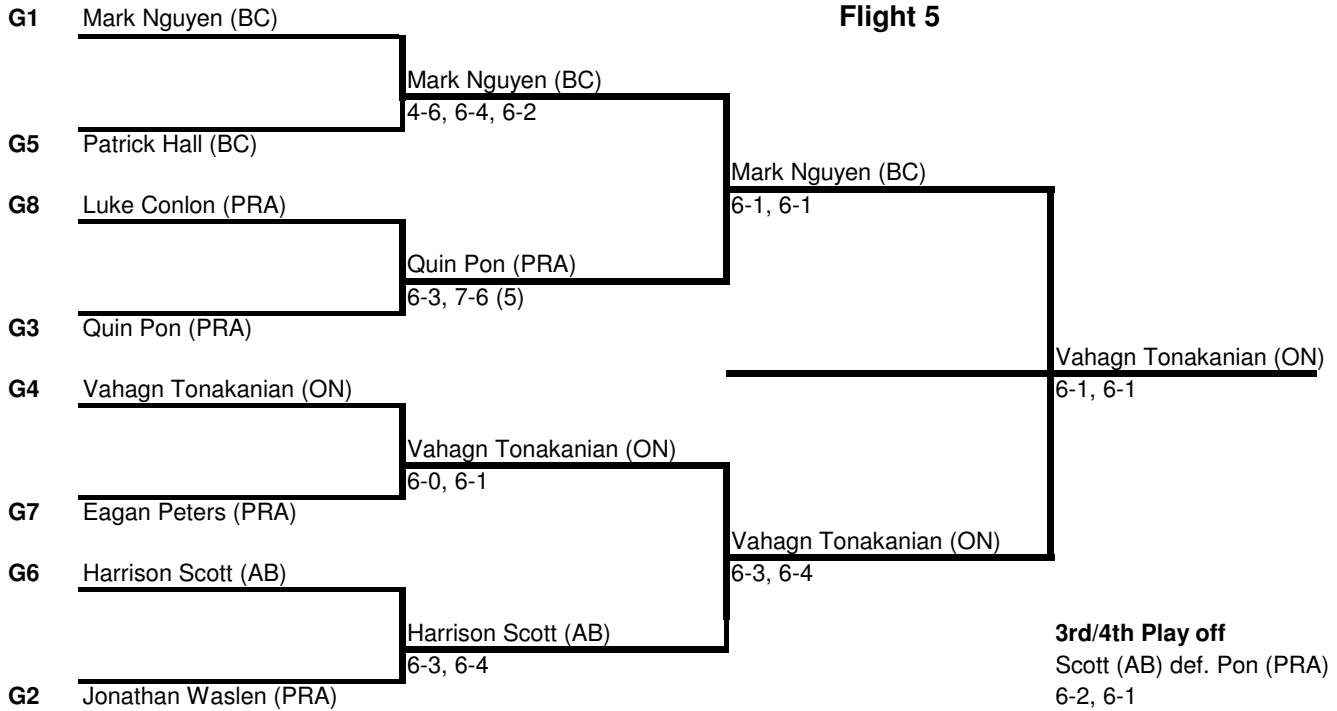 Flight 5
G1 Mark Nguyen (BC)
Mark Nguyen (BC)
4-6, 6-4, 6-2
G5 Patrick Hall (BC)
Mark Nguyen (BC)
6-1, 6-1
G8 Luke Conlon (PRA)
Quin Pon (PRA)
6-3, 7-6 (5)
G3 Quin Pon (PRA)
Vahagn Tonakanian (ON)
6-1, 6-1
G4 Vahagn Tonakanian (ON)
Vahagn Tonakanian (ON)
6-0, 6-1
G7 Eagan Peters (PRA)
Vahagn Tonakanian (ON)
6-3, 6-4
G6 Harrison Scott (AB)
Harrison Scott (AB)
6-3, 6-4
G2 Jonathan Waslen (PRA)
3rd/4th Play off
Scott (AB) def. Pon (PRA)
6-2, 6-1